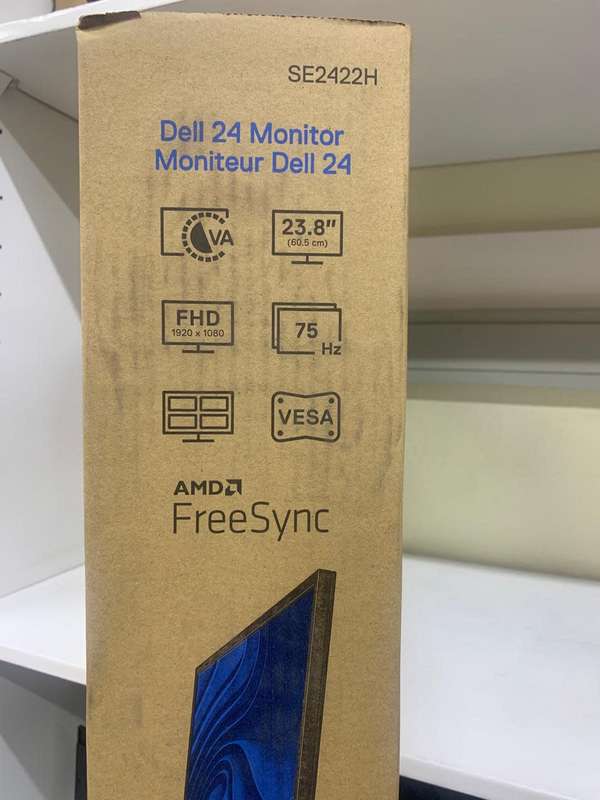 SE2422H
Dell 24 Monitor
Moniteur Dell 24
VA
23.8"
(60.5 cm)
FHD
1920 x 1080
75
Hz
VESA
AMD
FreeSync